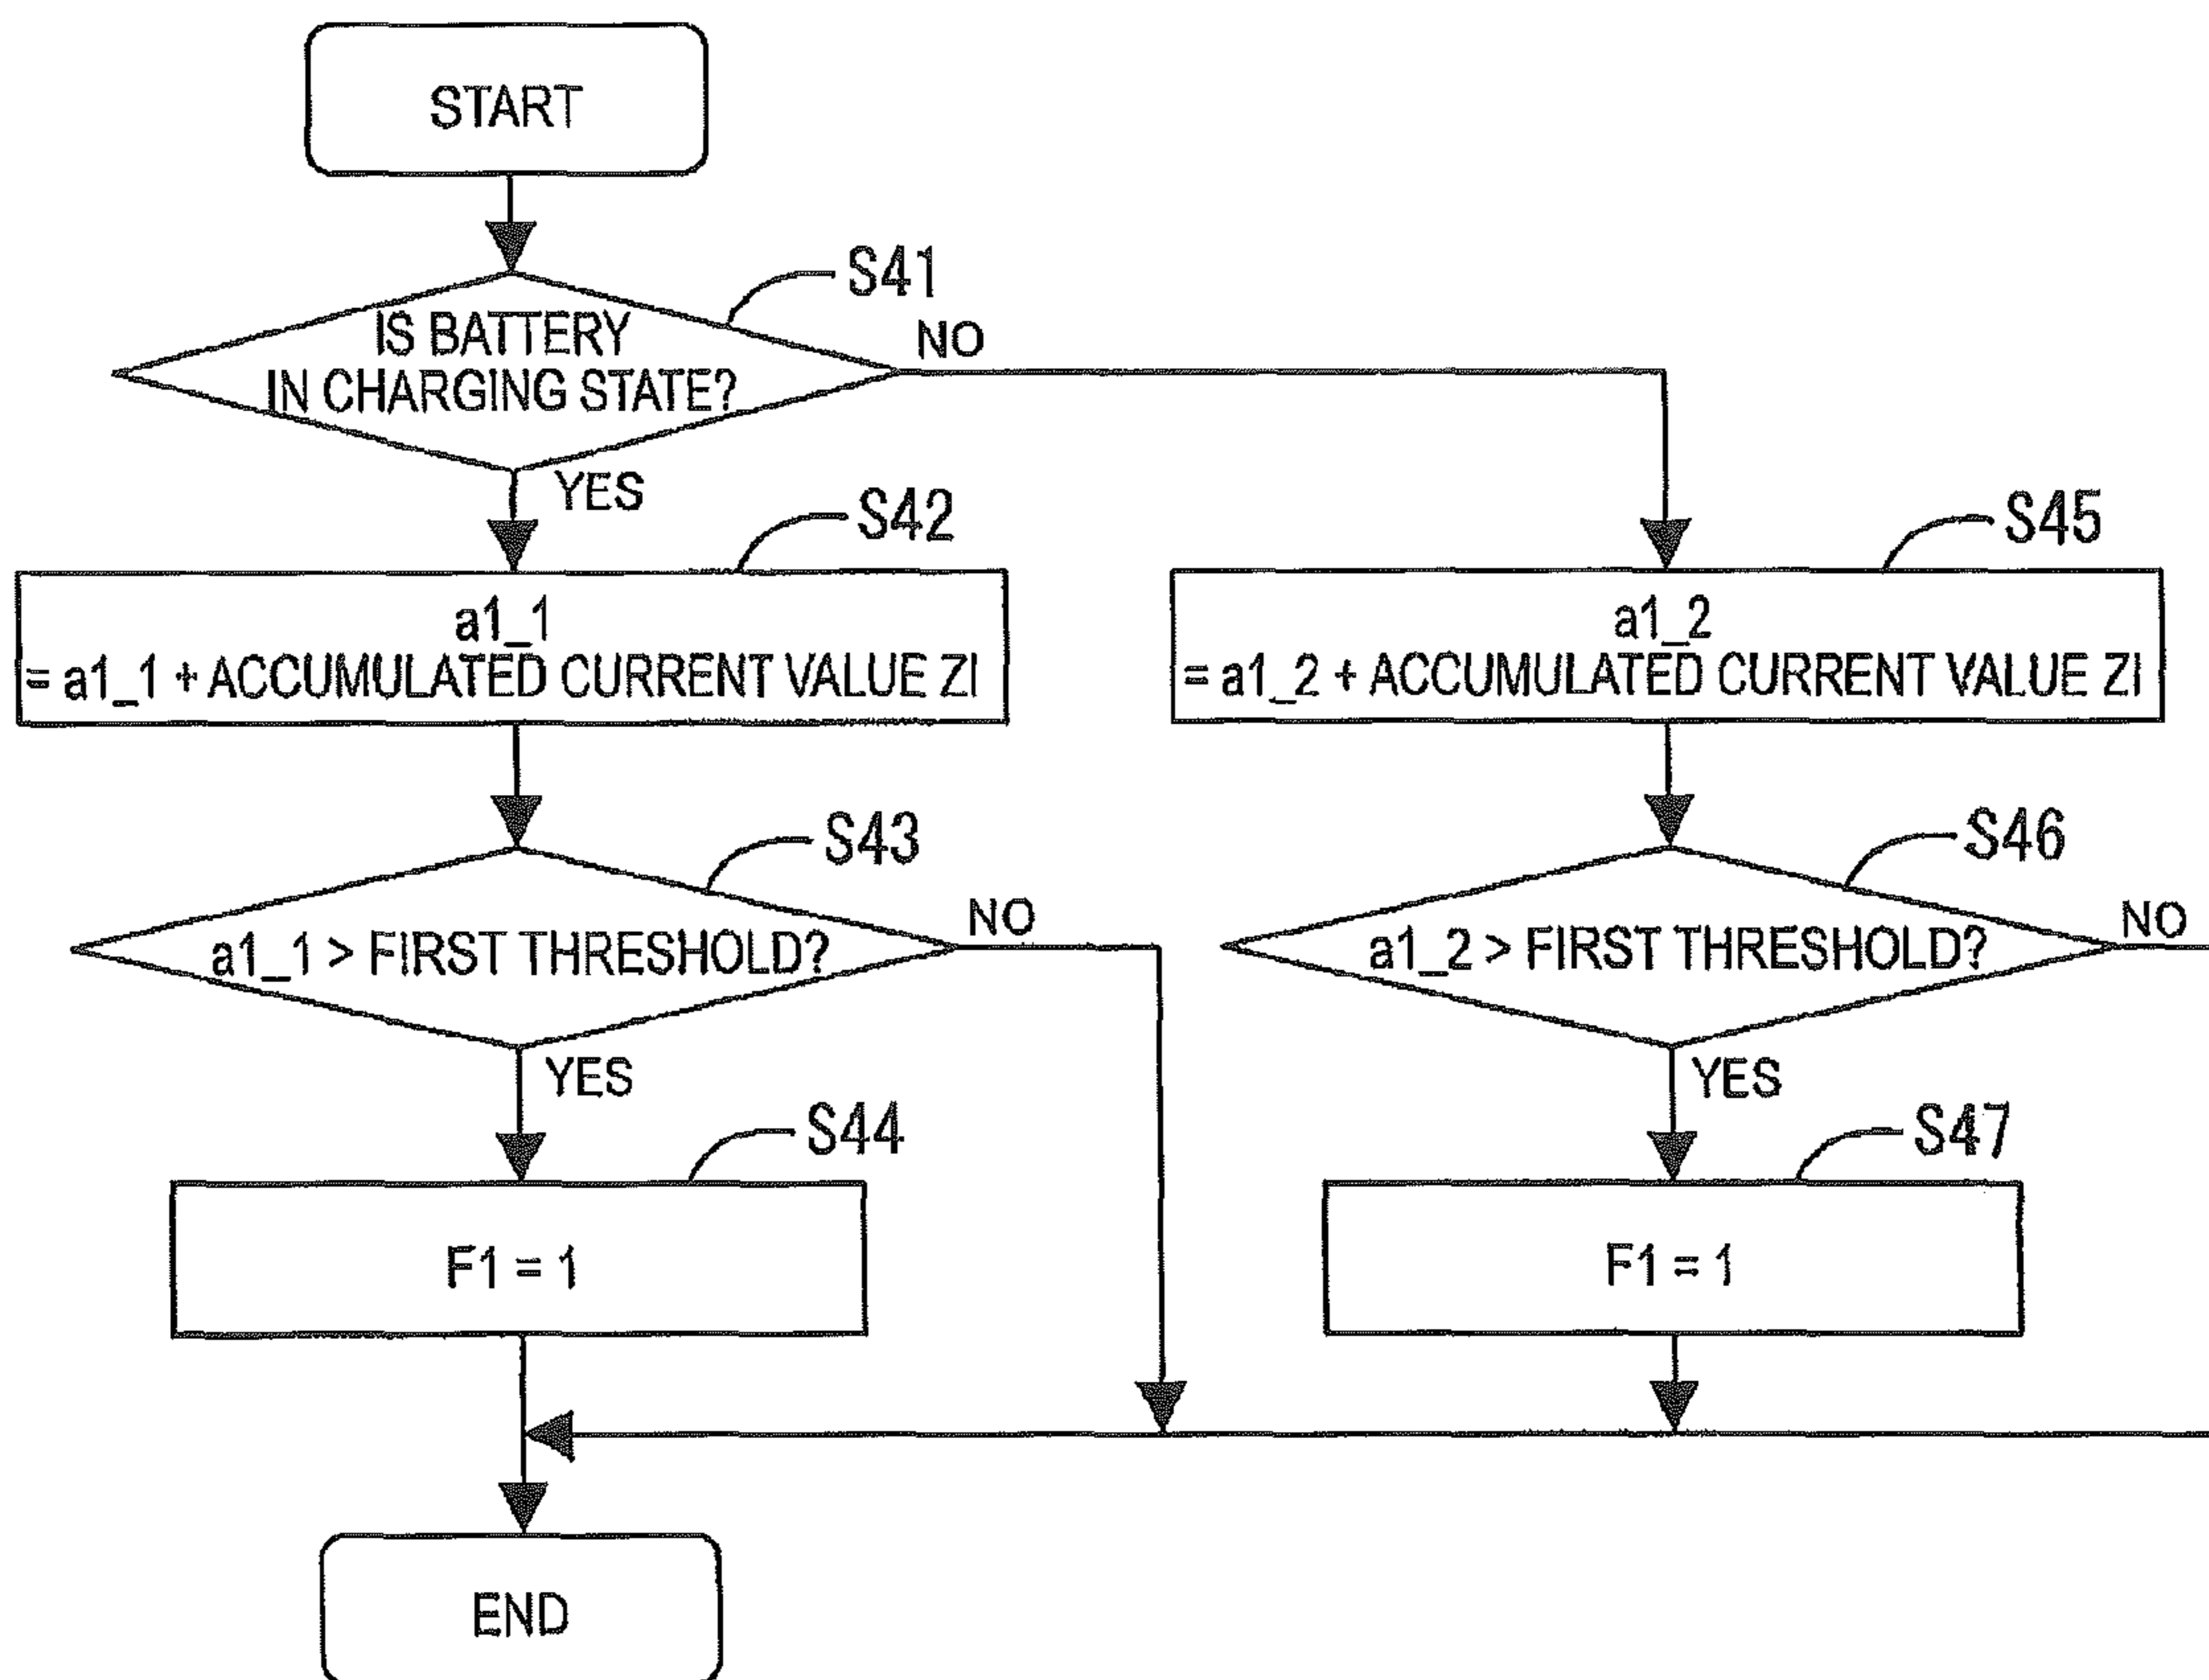 START
S41
IS BATTERY
IN CHARGING STATE?
NO
YES
S42
a1_1
= a1_1 + ACCUMULATED CURRENT VALUE ZI
S45
a1_2
= a1_2 + ACCUMULATED CURRENT VALUE ZI
S43
a1_1 > FIRST THRESHOLD?
NO
YES
S46
a1_2 > FIRST THRESHOLD?
NO
YES
S44
F1 = 1
S47
F1 = 1
END